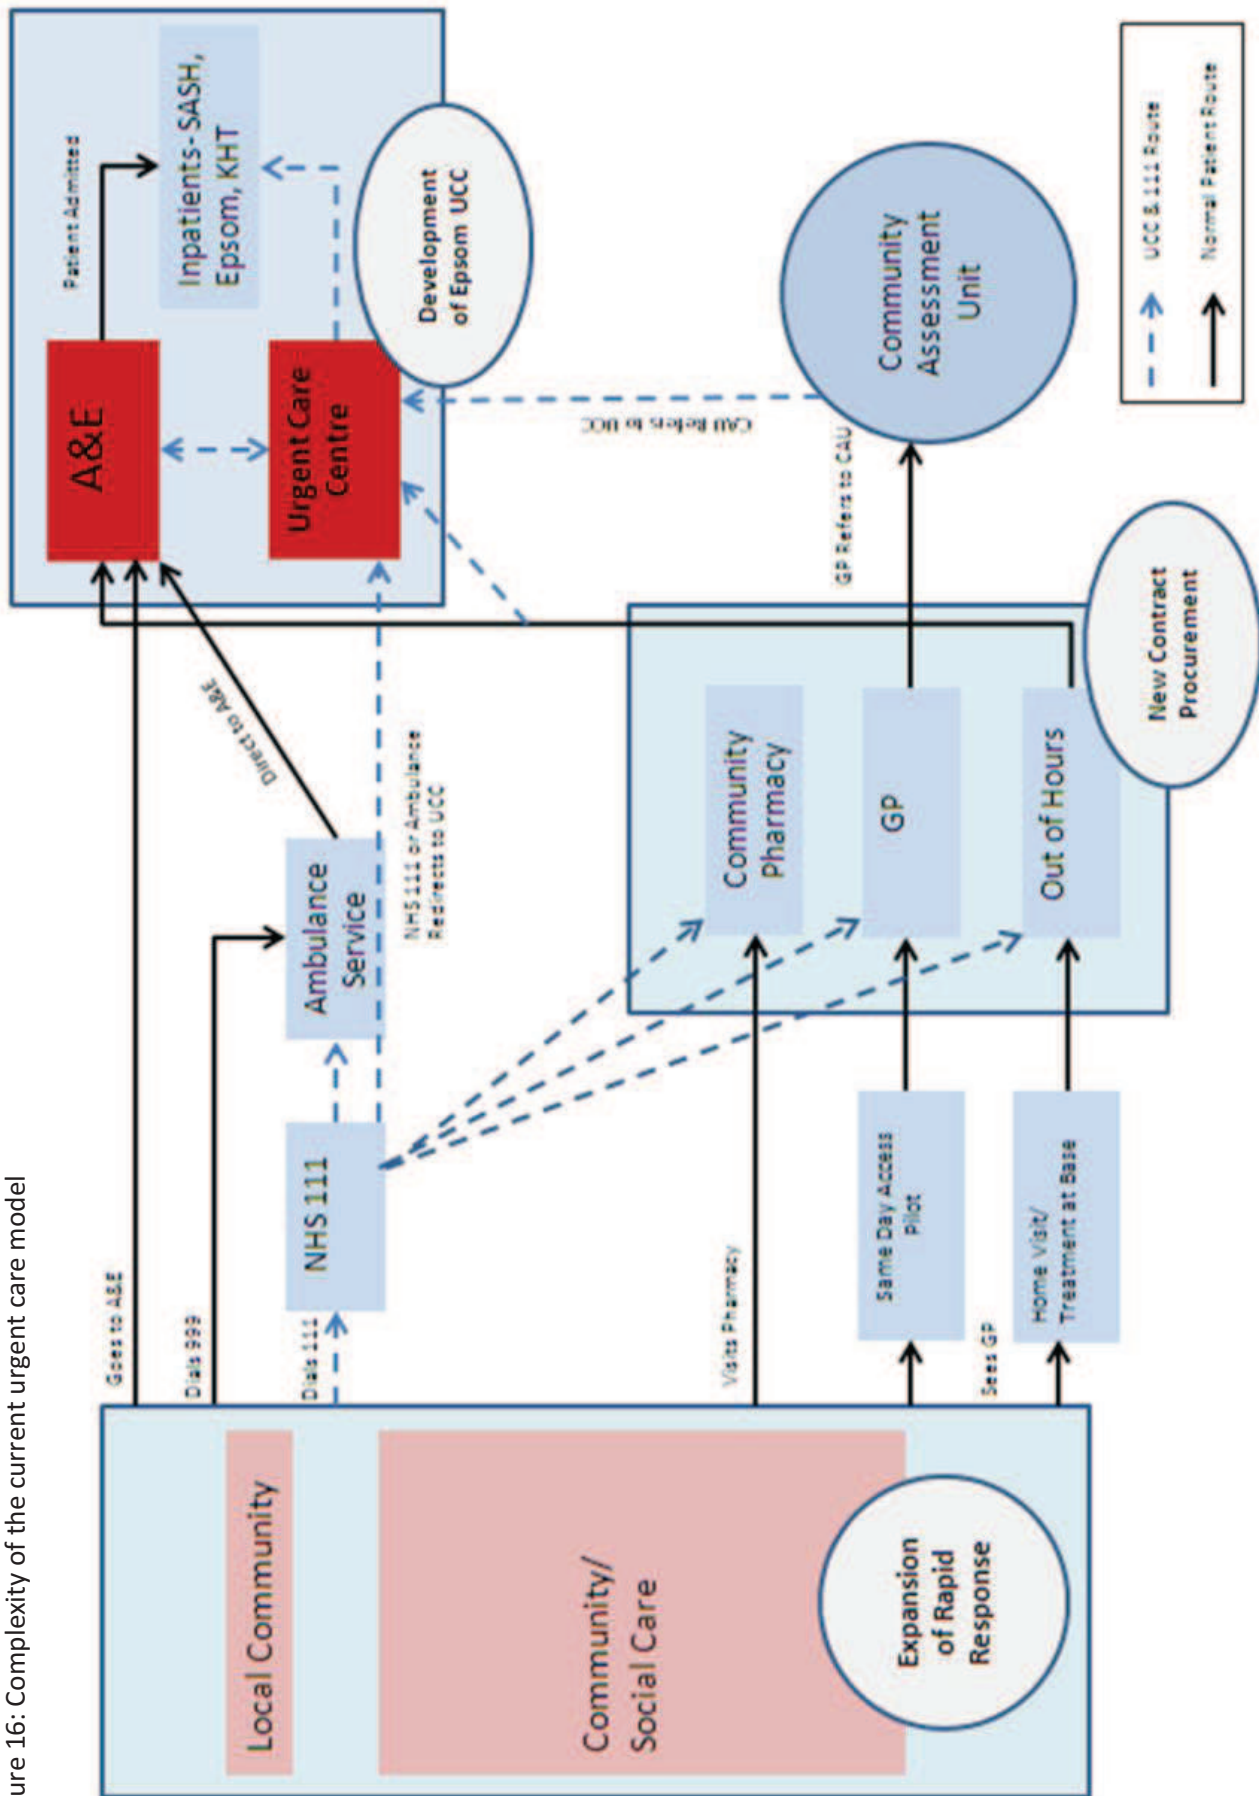 ure 16: Complexity of the current urgent care model
Local Community
Community/
Social Care
Expansion
of Rapid
Response
Goes to A&E
Dials 999
Dials 111
Visits Pharmacy
Sees GP
NHS 111
Same Day Access
Pilot
Home Visit/
Treatment at Base
Ambulance
Service
Direct to A&E
NHS 111 or Ambulance
Redirects to UCC
Community
Pharmacy
GP
Out of Hours
New Contract
Procurement
GP Refers to CAU
CAU Refers to UCC
Community
Assessment
Unit
A&E
Urgent Care
Centre
Patient Admitted
Inpatients- SASH,
Epsom, KHT
Development
of Epsom UCC
UCC & 111 Route
Normal Patient Route